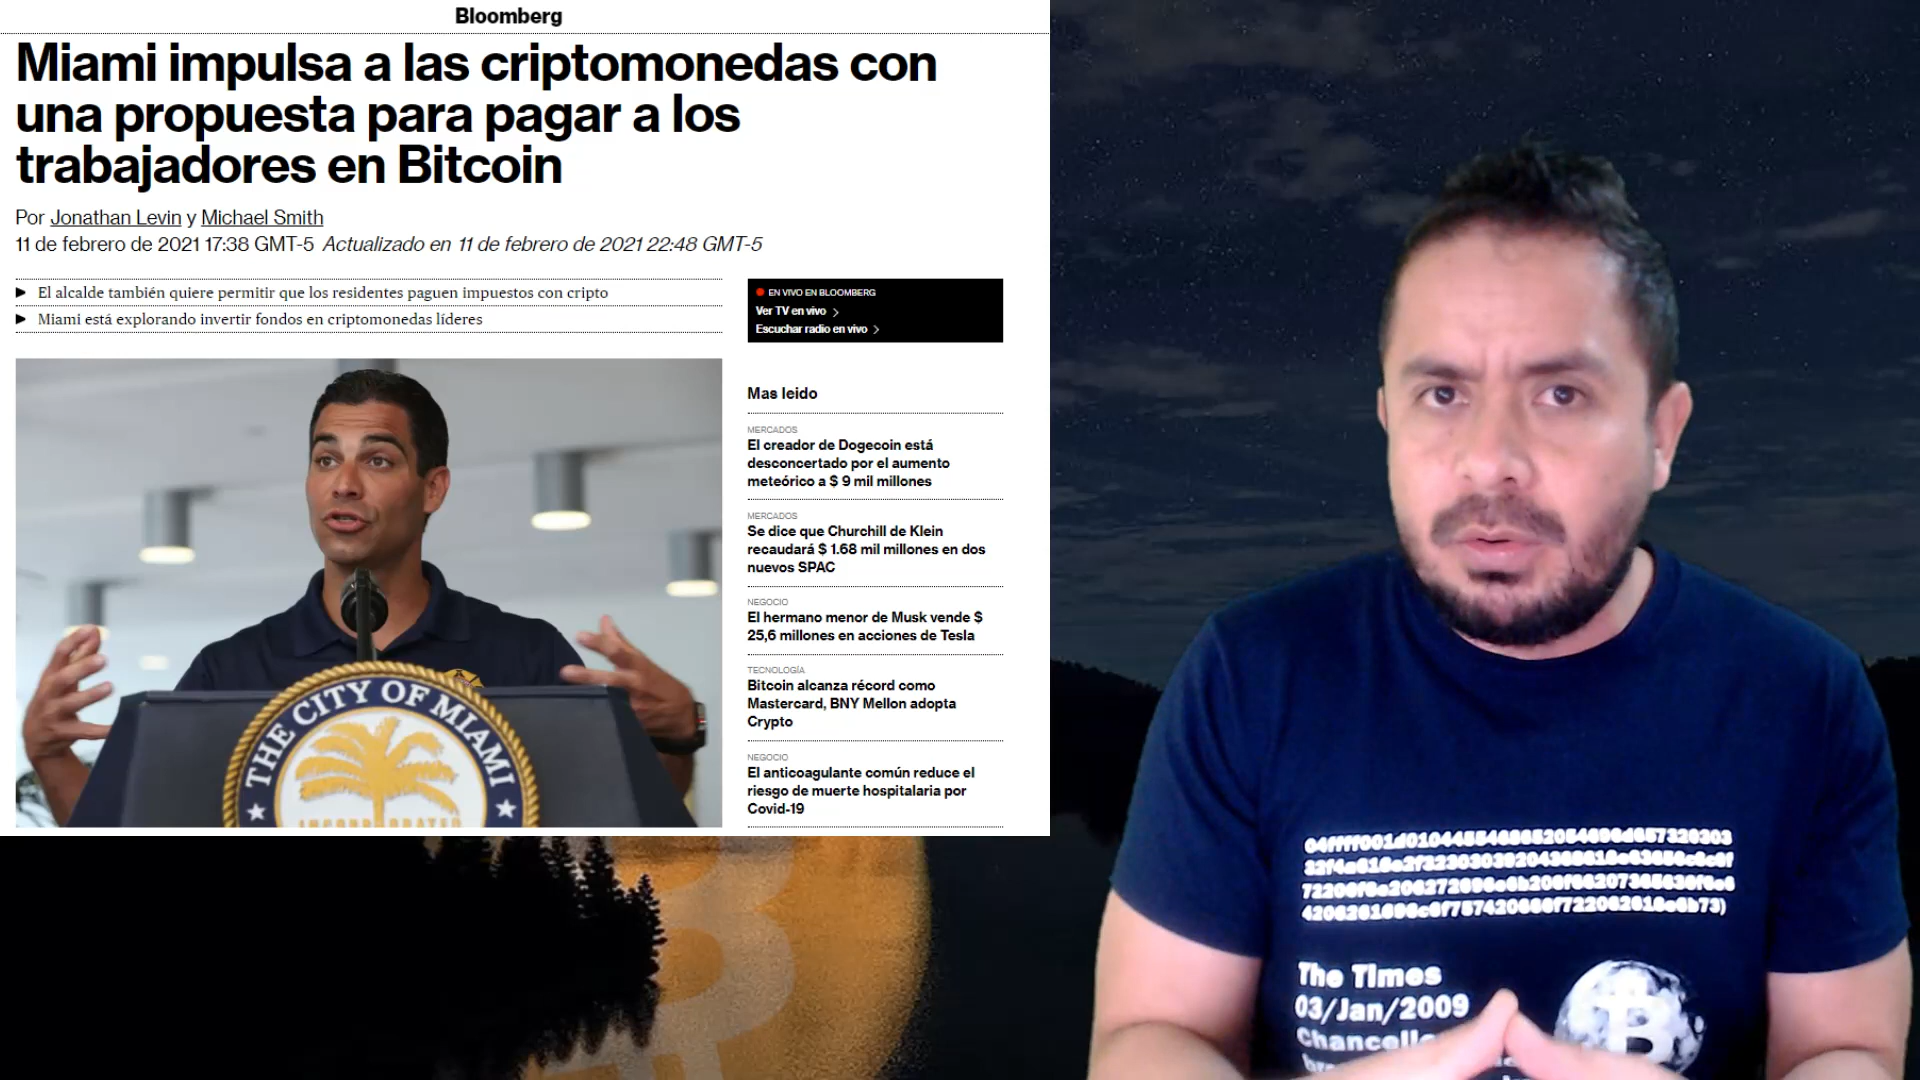 Bloomberg
Miami impulsa a las criptomonedas con
una propuesta para pagar a los
trabajadores en Bitcoin
Por Jonathan Levin y Michael Smith
11 de febrero de 2021 17:38 GMT-5 Actualizado en 11 de febrero de 2021 22:48 GMT-5
El alcalde también quiere permitir que los residentes paguen impuestos con cripto
Miami está explorando invertir fondos en criptomonedas líderes
EN VIVO EN BLOOMBERG
Ver TV en vivo
Escuchar radio en vivo
Mas leido
MERCADOS
El creador de Dogecoin está
desconcertado por el aumento
meteórico a $ 9 mil millones
MERCADOS
Se dice que Churchill de Klein
recaudará $ 1.68 mil millones en dos
nuevos SPAC
NEGOCIO
El hermano menor de Musk vende $
25,6 millones en acciones de Tesla
TECNOLOGÍA
Bitcoin alcanza récord como
Mastercard, BNY Mellon adopta
Crypto
NEGOCIO
El anticoagulante común reduce el
riesgo de muerte hospitalaria por
Covid-19
THE CITY OF MIAMI
INCORPORATED
The Times
03/Jan/2009